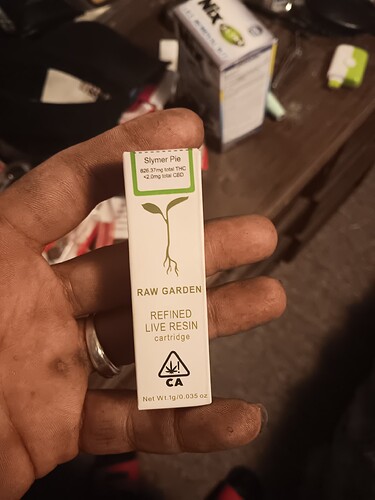 Nix
Slymer Pie
826.37mg total THC
<2.0mg total CBD
RAW GARDEN
REFINED
LIVE RESIN
cartridge
CA
Net Wt.1g/0.035 oz